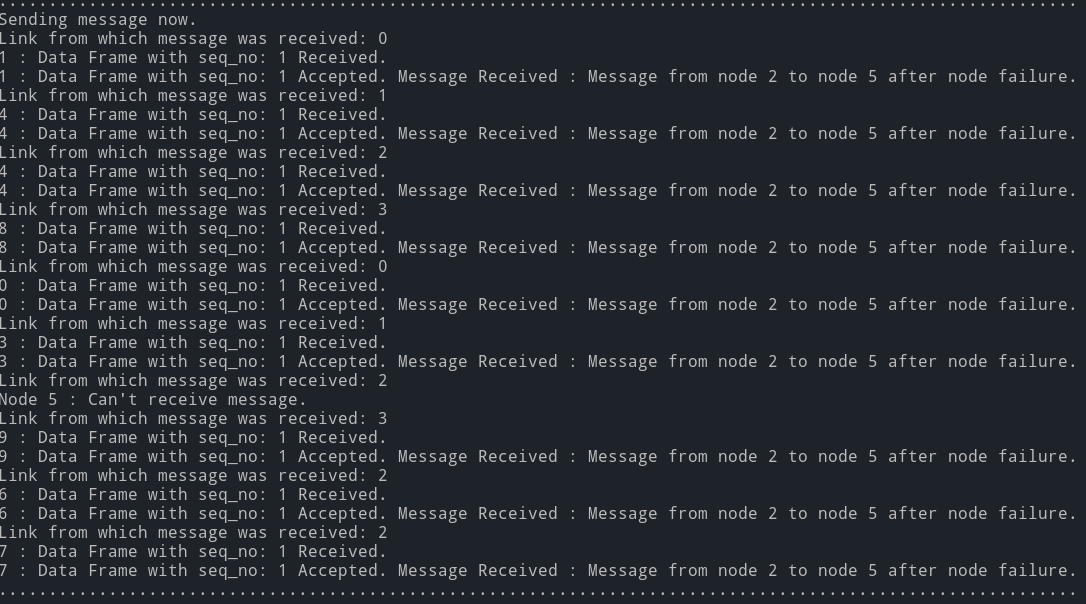 ............................................................................................................
Sending message now.
Link from which message was received: 0
1 : Data Frame with seq_no: 1 Received.
1 : Data Frame with seq_no: 1 Accepted. Message Received : Message from node 2 to node 5 after node failure.
Link from which message was received: 1
4 : Data Frame with seq_no: 1 Received.
4 : Data Frame with seq_no: 1 Accepted. Message Received : Message from node 2 to node 5 after node failure.
Link from which message was received: 2
4 : Data Frame with seq_no: 1 Received.
4 : Data Frame with seq_no: 1 Accepted. Message Received : Message from node 2 to node 5 after node failure.
Link from which message was received: 3
8 : Data Frame with seq_no: 1 Received.
8 : Data Frame with seq_no: 1 Accepted. Message Received : Message from node 2 to node 5 after node failure.
Link from which message was received: 0
0 : Data Frame with seq_no: 1 Received.
0 : Data Frame with seq_no: 1 Accepted. Message Received : Message from node 2 to node 5 after node failure.
Link from which message was received: 1
3 : Data Frame with seq_no: 1 Received.
3 : Data Frame with seq_no: 1 Accepted. Message Received : Message from node 2 to node 5 after node failure.
Link from which message was received: 2
Node 5 : Can't receive message.
Link from which message was received: 3
9 : Data Frame with seq_no: 1 Received.
9 : Data Frame with seq_no: 1 Accepted. Message Received : Message from node 2 to node 5 after node failure.
Link from which message was received: 2
6 : Data Frame with seq_no: 1 Received.
6 : Data Frame with seq_no: 1 Accepted. Message Received : Message from node 2 to node 5 after node failure.
Link from which message was received: 2
7 : Data Frame with seq_no: 1 Received.
7 : Data Frame with seq_no: 1 Accepted. Message Received : Message from node 2 to node 5 after node failure.
............................................................................................................